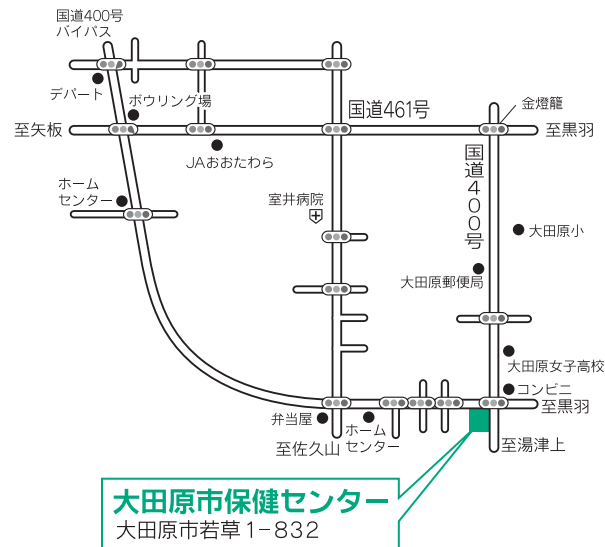 国道400号
バイパス
デパート
ボウリング場
国道461号
金燈籠
至矢板
至黒羽
JAおおたわら
国道400号
ホーム
センター
室井病院
大田原小
大田原郵便局
大田原女子高校
コンビニ
至黒羽
弁当屋
ホーム
センター
至佐久山
至湯津上
大田原市保健センター
大田原市若草1-832